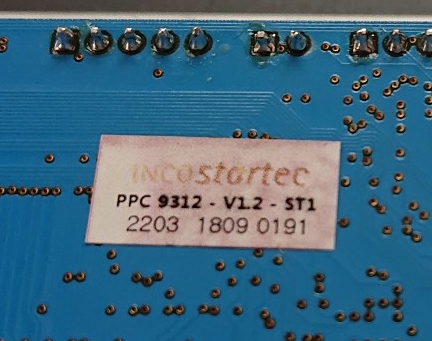 INCOstartec
PPC 9312 - V1.2 - ST1
2203 1809 0191